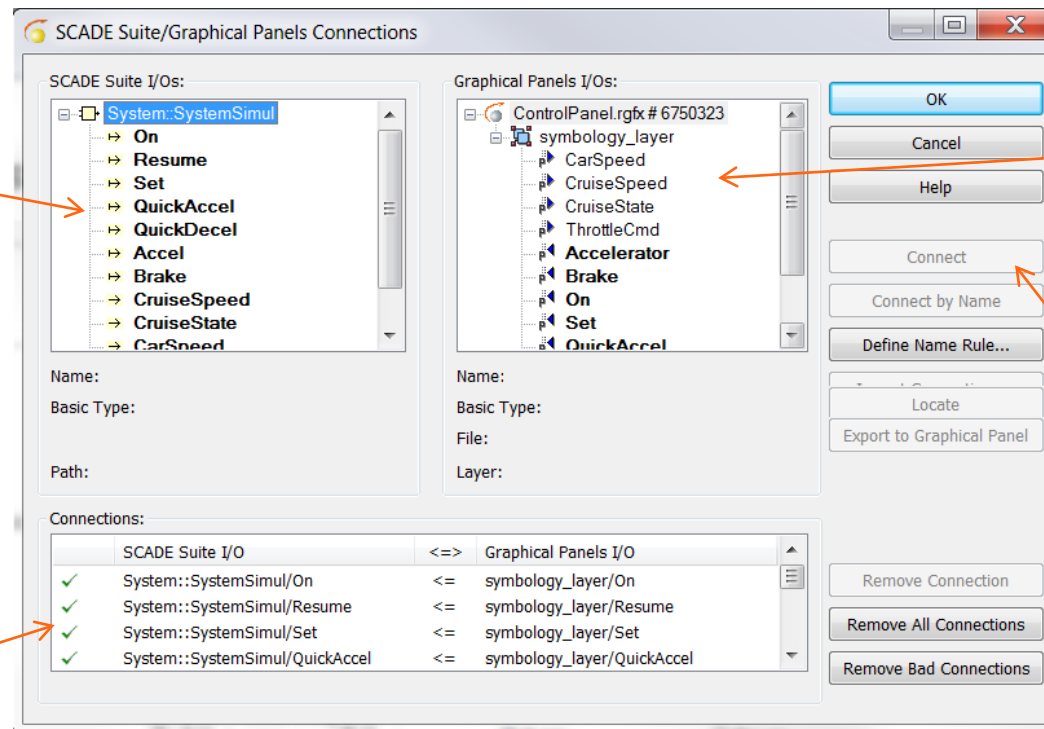 SCADE Suite/Graphical Panels Connections
SCADE Suite I/Os:
System::SystemSimul
On
Resume
Set
QuickAccel
QuickDecel
Accel
Brake
CruiseSpeed
CruiseState
CarSpeed
Name:
Basic Type:
Path:
Graphical Panels I/Os:
ControlPanel.rgfx # 6750323
symbology_layer
CarSpeed
CruiseSpeed
CruiseState
ThrottleCmd
Accelerator
Brake
On
Set
QuickAccel
Name:
Basic Type:
File:
Layer:
OK
Cancel
Help
Connect
Connect by Name
Define Name Rule...
Locate
Export to Graphical Panel
Connections:
SCADE Suite I/O <=> Graphical Panels I/O
System::SystemSimul/On <= symbology_layer/On
System::SystemSimul/Resume <= symbology_layer/Resume
System::SystemSimul/Set <= symbology_layer/Set
System::SystemSimul/QuickAccel <= symbology_layer/QuickAccel
Remove Connection
Remove All Connections
Remove Bad Connections